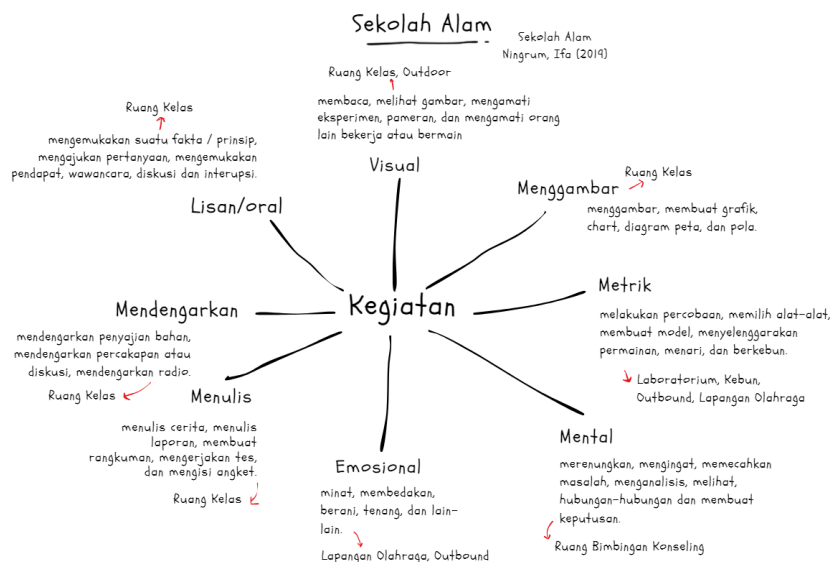 Sekolah Alam
Sekolah Alam
Ningrum, Ifa (2019)
Ruang Kelas, Outdoor
membaca, melihat gambar, mengamati
eksperimen, pameran, dan mengamati orang
lain bekerja atau bermain
Visual
Ruang Kelas
mengemukakan suatu fakta / prinsip,
mengajukan pertanyaan, mengemukakan
pendapat, wawancara, diskusi dan interupsi.
Lisan/oral
Menggambar
Ruang Kelas
menggambar, membuat grafik,
chart, diagram peta, dan pola.
Kegiatan
Metrik
melakukan percobaan, memilih alat-alat,
membuat model, menyelenggarakan
permainan, menari, dan berkebun.
Laboratorium, Kebun,
Outbound, Lapangan Olahraga
Mendengarkan
mendengarkan penyajian bahan,
mendengarkan percakapan atau
diskusi, mendengarkan radio.
Ruang Kelas
Menulis
menulis cerita, menulis
laporan, membuat
rangkuman, mengerjakan tes,
dan mengisi angket.
Ruang Kelas
Emosional
minat, membedakan,
berani, tenang, dan lain-
lain.
Lapangan Olahraga, Outbound
Mental
merenungkan, mengingat, memecahkan
masalah, menganalisis, melihat,
hubungan-hubungan dan membuat
keputusan.
Ruang Bimbingan Konseling